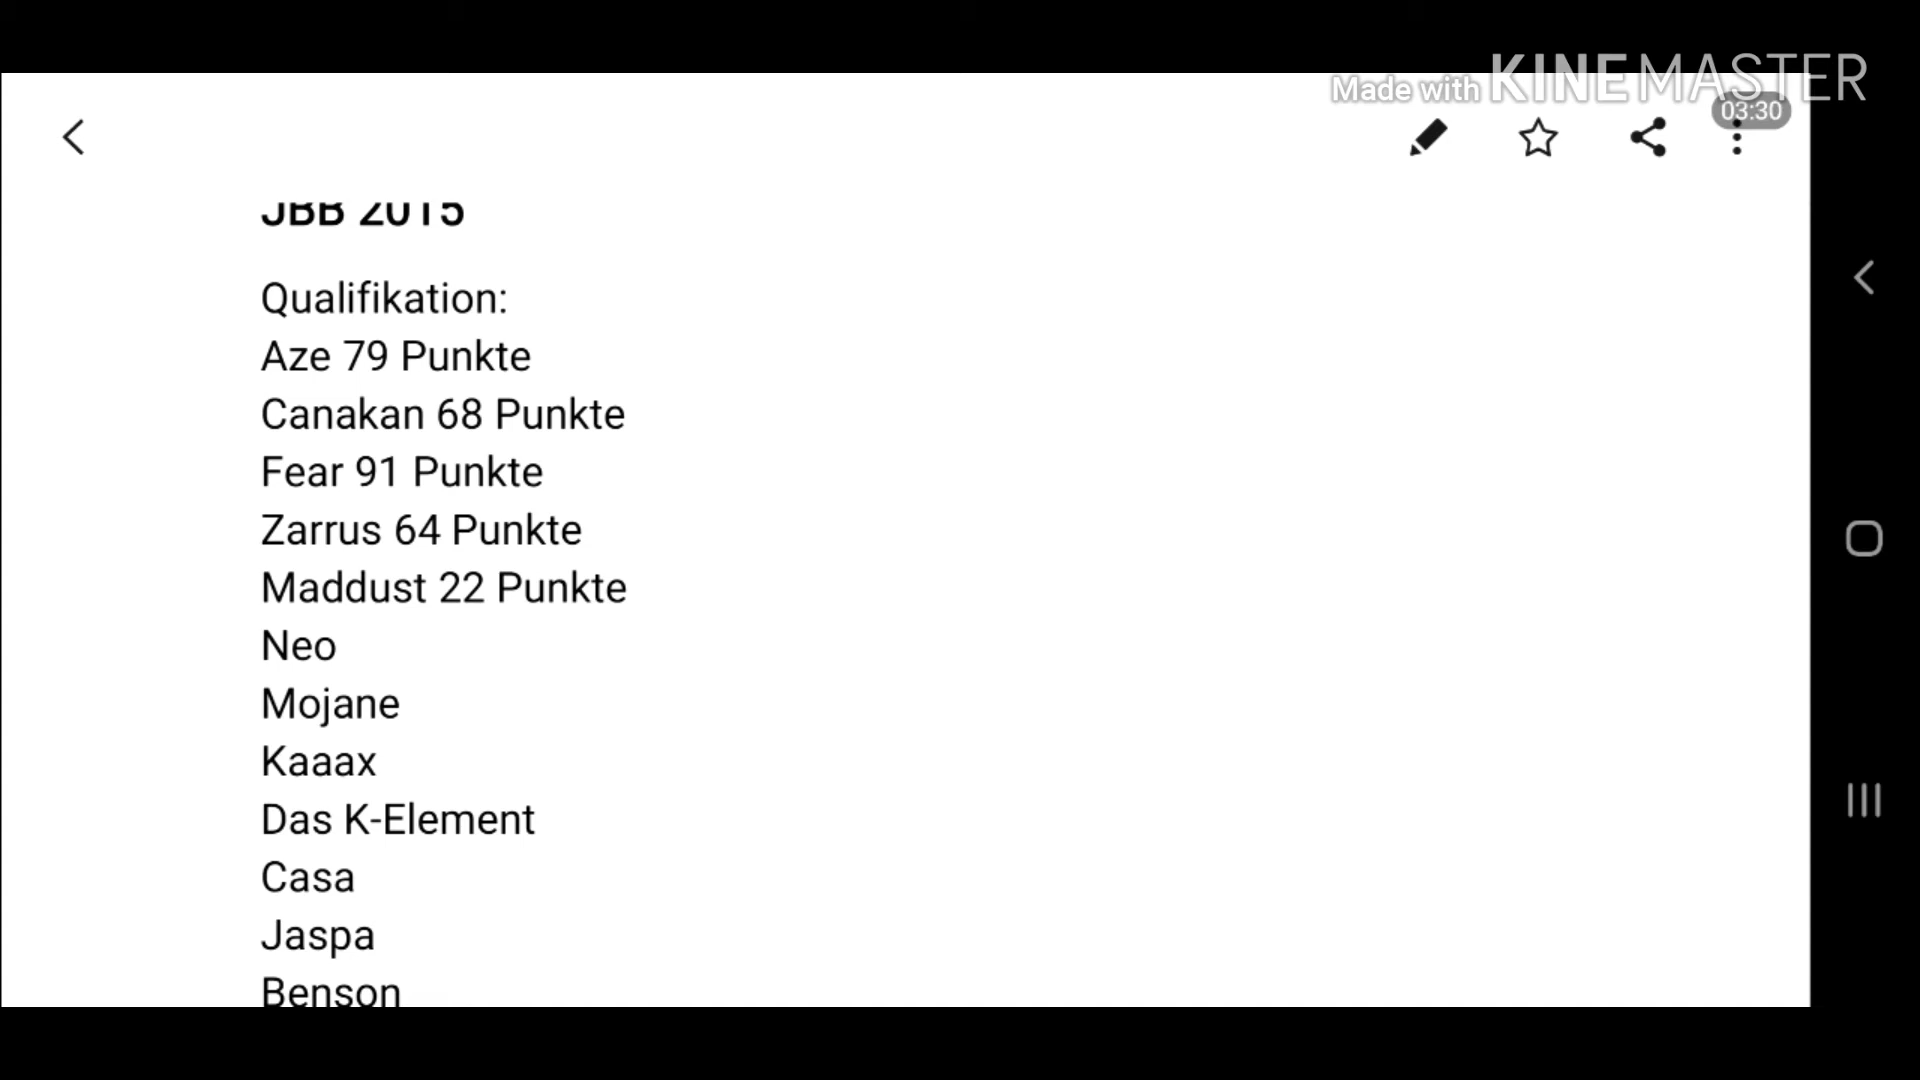 Made with KINEMASTER
03:30
JBB 2015
Qualifikation:
Aze 79 Punkte
Canakan 68 Punkte
Fear 91 Punkte
Zarrus 64 Punkte
Maddust 22 Punkte
Neo
Mojane
Kaaax
Das K-Element
Casa
Jaspa
Benson